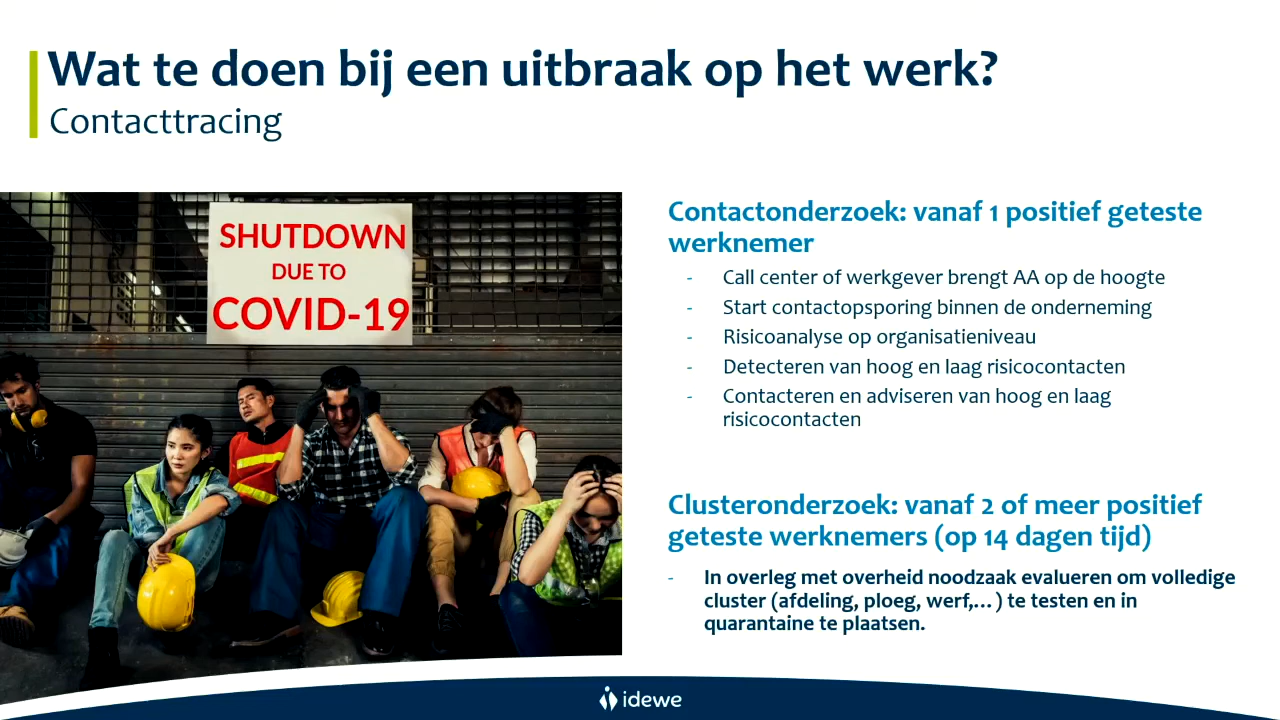 Wat te doen bij een uitbraak op het werk?
Contacttracing
SHUTDOWN
DUE TO
COVID-19
Contactonderzoek: vanaf 1 positief geteste
werknemer
- Call center of werkgever brengt AA op de hoogte
- Start contactopsporing binnen de onderneming
- Risicoanalyse op organisatieniveau
- Detecteren van hoog en laag risicocontacten
- Contacteren en adviseren van hoog en laag
risicocontacten
Clusteronderzoek: vanaf 2 of meer positief
geteste werknemers (op 14 dagen tijd)
- In overleg met overheid noodzaak evalueren om volledige
cluster (afdeling, ploeg, werf,…) te testen en in
quarantaine te plaatsen.
idewe